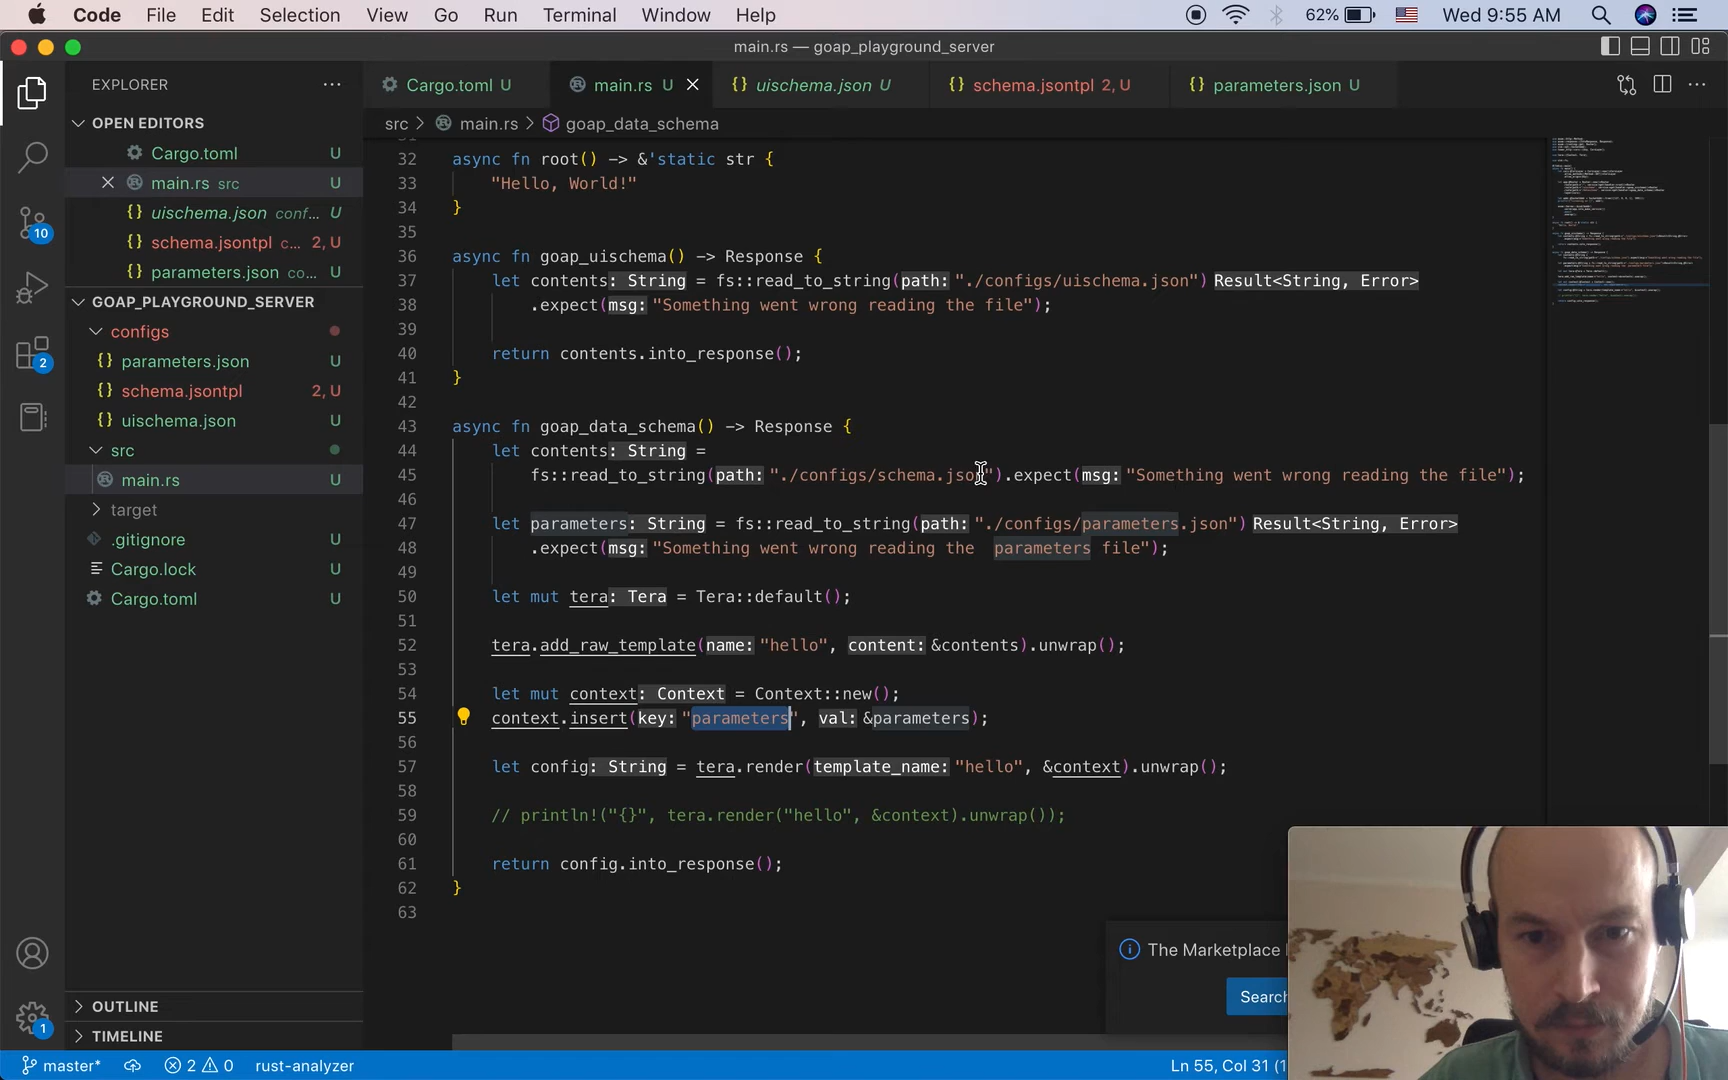 Code File Edit Selection View Go Run Terminal Window Help 62% Wed 9:55 AM
main.rs — goap_playground_server
EXPLORER
Cargo.toml U main.rs U uischema.json U schema.jsontpl 2, U parameters.json U
OPEN EDITORS
src > main.rs > goap_data_schema
Cargo.toml U
main.rs src U
uischema.json conf... U
schema.jsontpl c... 2, U
parameters.json co... U
GOAP_PLAYGROUND_SERVER
configs
parameters.json U
schema.jsontpl 2, U
uischema.json U
src
main.rs U
target
.gitignore U
Cargo.lock U
Cargo.toml U
OUTLINE
TIMELINE
10
2
1
32 async fn root() -> &'static str {
33 "Hello, World!"
34 }
35
36 async fn goap_uischema() -> Response {
37 let contents: String = fs::read_to_string(path: "./configs/uischema.json") Result<String, Error>
38 .expect(msg: "Something went wrong reading the file");
39
40 return contents.into_response();
41 }
42
43 async fn goap_data_schema() -> Response {
44 let contents: String =
45 fs::read_to_string(path: "./configs/schema.json").expect(msg: "Something went wrong reading the file");
46
47 let parameters: String = fs::read_to_string(path: "./configs/parameters.json") Result<String, Error>
48 .expect(msg: "Something went wrong reading the  parameters file");
49
50 let mut tera: Tera = Tera::default();
51
52 tera.add_raw_template(name: "hello", content: &contents).unwrap();
53
54 let mut context: Context = Context::new();
55 context.insert(key: "parameters", val: &parameters);
56
57 let config: String = tera.render(template_name: "hello", &context).unwrap();
58
59 // println!("{}", tera.render("hello", &context).unwrap());
60
61 return config.into_response();
62 }
63
The Marketplace
Search
master* 2 0 rust-analyzer Ln 55, Col 31 (1